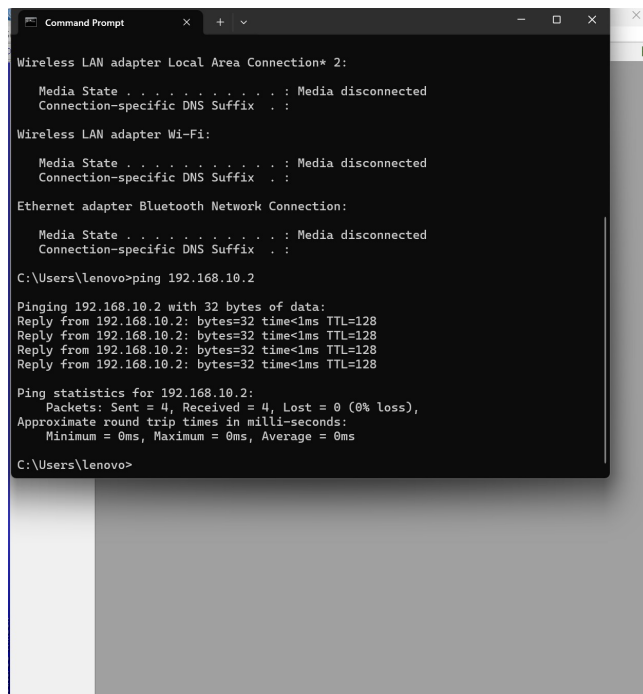 Command Prompt
Wireless LAN adapter Local Area Connection* 2:
Media State . . . . . . . . . . . : Media disconnected
Connection-specific DNS Suffix  . :
Wireless LAN adapter Wi-Fi:
Media State . . . . . . . . . . . : Media disconnected
Connection-specific DNS Suffix  . :
Ethernet adapter Bluetooth Network Connection:
Media State . . . . . . . . . . . : Media disconnected
Connection-specific DNS Suffix  . :
C:\Users\lenovo>ping 192.168.10.2
Pinging 192.168.10.2 with 32 bytes of data:
Reply from 192.168.10.2: bytes=32 time<1ms TTL=128
Reply from 192.168.10.2: bytes=32 time<1ms TTL=128
Reply from 192.168.10.2: bytes=32 time<1ms TTL=128
Reply from 192.168.10.2: bytes=32 time<1ms TTL=128
Ping statistics for 192.168.10.2:
Packets: Sent = 4, Received = 4, Lost = 0 (0% loss),
Approximate round trip times in milli-seconds:
Minimum = 0ms, Maximum = 0ms, Average = 0ms
C:\Users\lenovo>